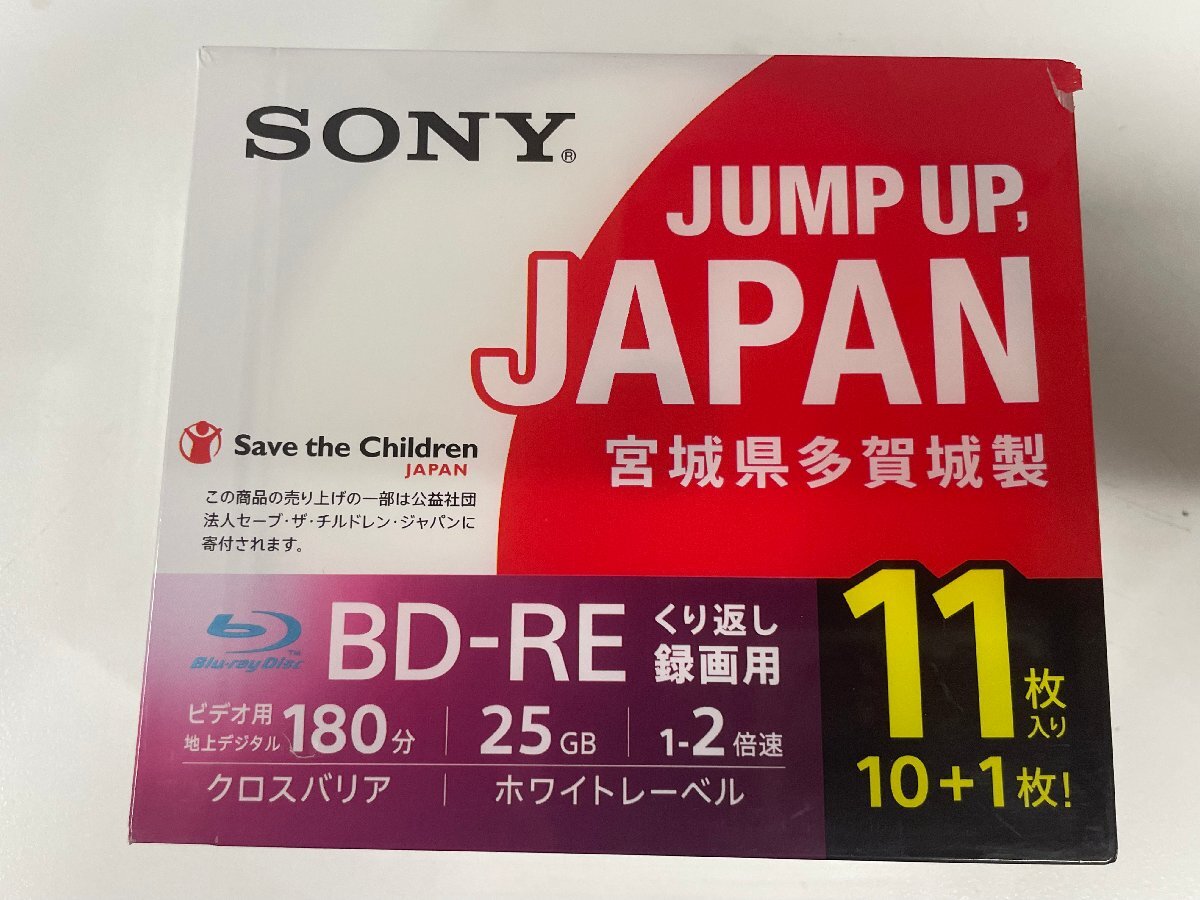 SONY®
JUMP UP,
JAPAN
宮城県多賀城製
Save the Children
JAPAN
この商品の売り上げの一部は公益社団
法人セーブ・ザ・チルドレン・ジャパンに
寄付されます。
Blu-ray Disc™
BD-RE
くり返し
録画用
ビデオ用
地上デジタル
180分
25GB
1-2倍速
クロスバリア
ホワイトレーベル
11枚入り
10+1枚!